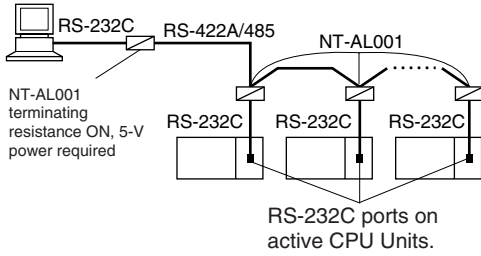 RS-232C
RS-422A/485
NT-AL001
NT-AL001
terminating
resistance ON, 5-V
power required
RS-232C
RS-232C
RS-232C
RS-232C ports on
active CPU Units.